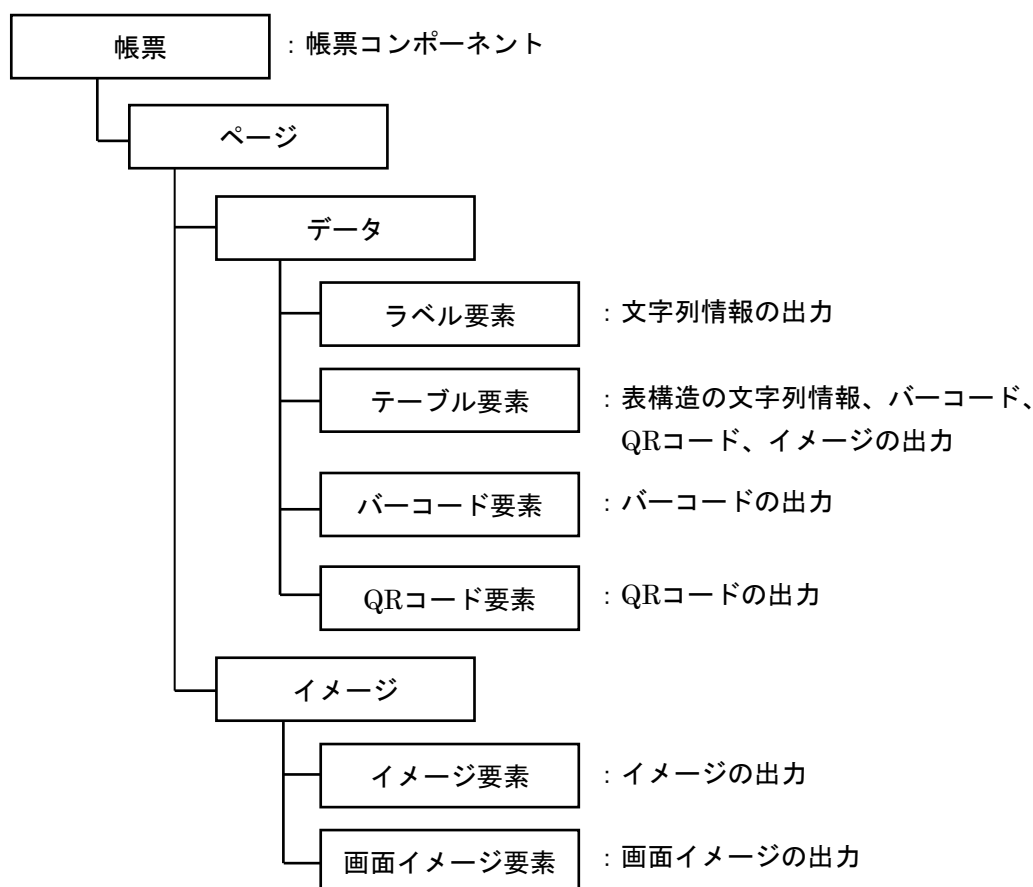 帳票 : 帳票コンポーネント
ページ
データ
ラベル要素 : 文字列情報の出力
テーブル要素 : 表構造の文字列情報、バーコード、
QRコード、イメージの出力
バーコード要素 : バーコードの出力
QRコード要素 : QRコードの出力
イメージ
イメージ要素 : イメージの出力
画面イメージ要素 : 画面イメージの出力